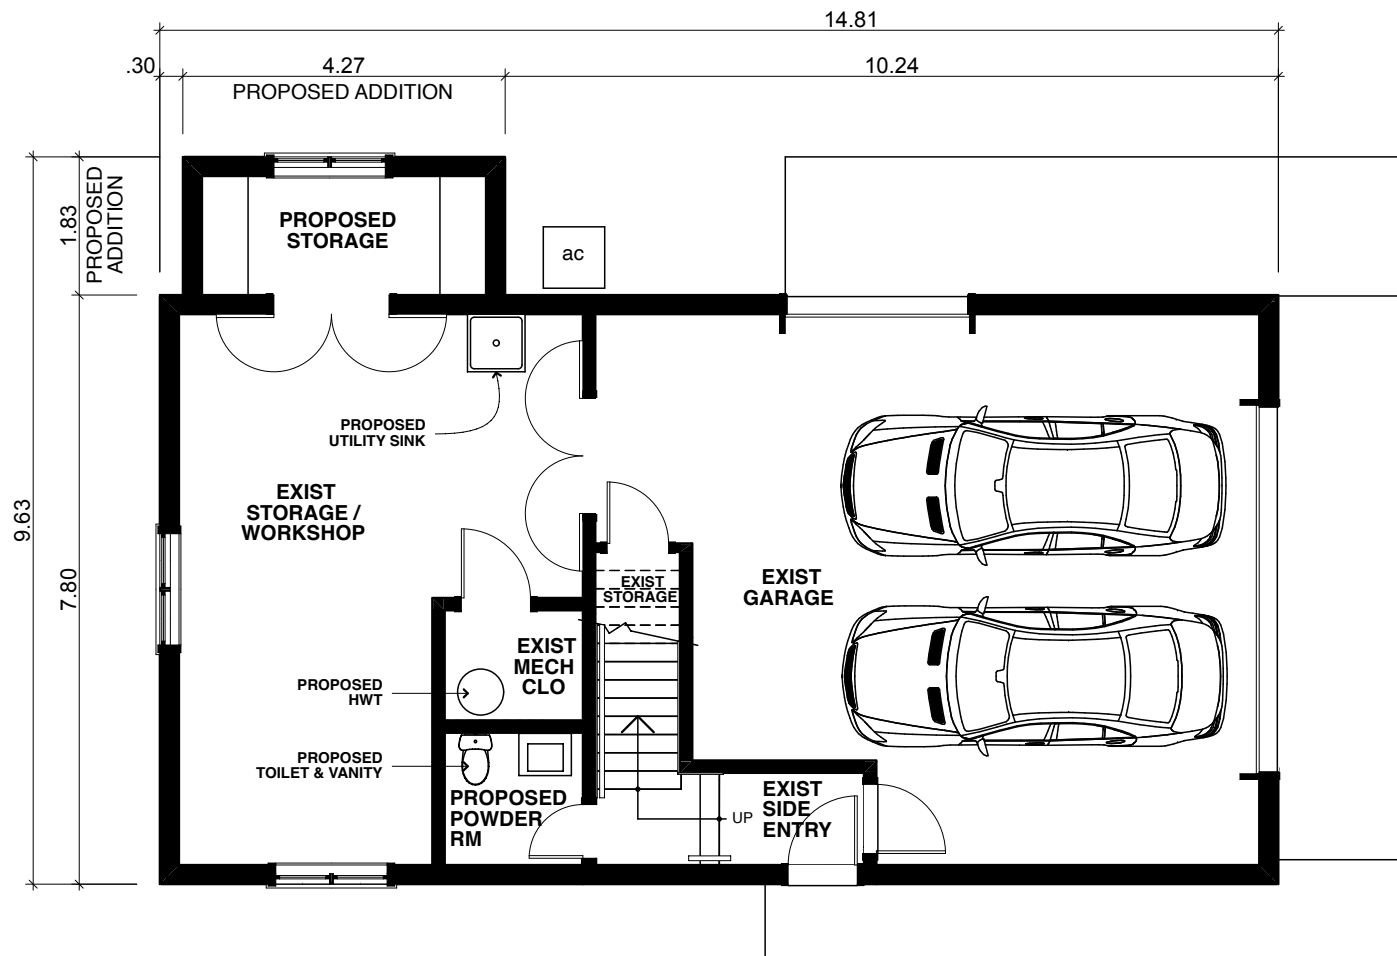 14.81
.30
4.27
10.24
PROPOSED ADDITION
1.83
PROPOSED
ADDITION
PROPOSED
STORAGE
ac
PROPOSED
UTILITY SINK
EXIST
STORAGE /
WORKSHOP
9.63
7.80
EXIST
STORAGE
EXIST
GARAGE
EXIST
MECH
CLO
PROPOSED
HWT
PROPOSED
TOILET & VANITY
PROPOSED
POWDER
RM
UP
EXIST
SIDE
ENTRY